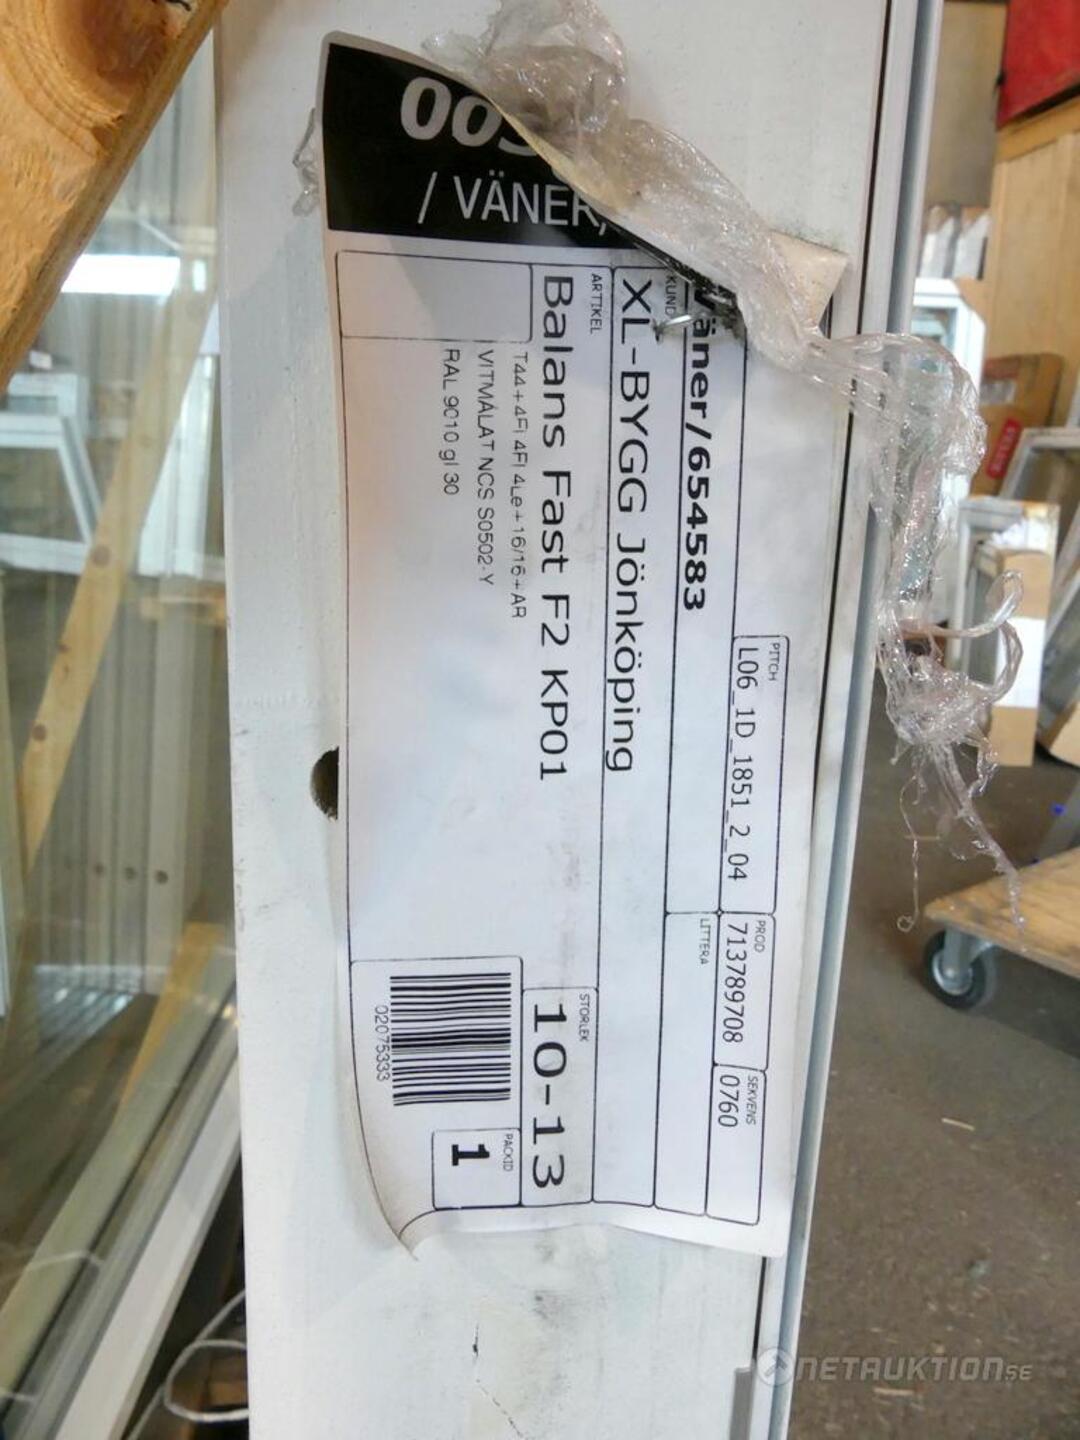 / VÄNER,
PITCH
L06_1D_1851_2_04
PROD
713789708
SEKVENS
0760
Väner/654583
LITTERA
KUND
XL-BYGG Jönköping
ARTIKEL
Balans Fast F2 KP01
STORLEK
10-13
T44+4Fl 4Fl 4Le+16/16+AR
VITMÅLAT NCS S0502-Y
RAL 9010 gl 30
02075333
PACKID
1
NETAUKTION.SE